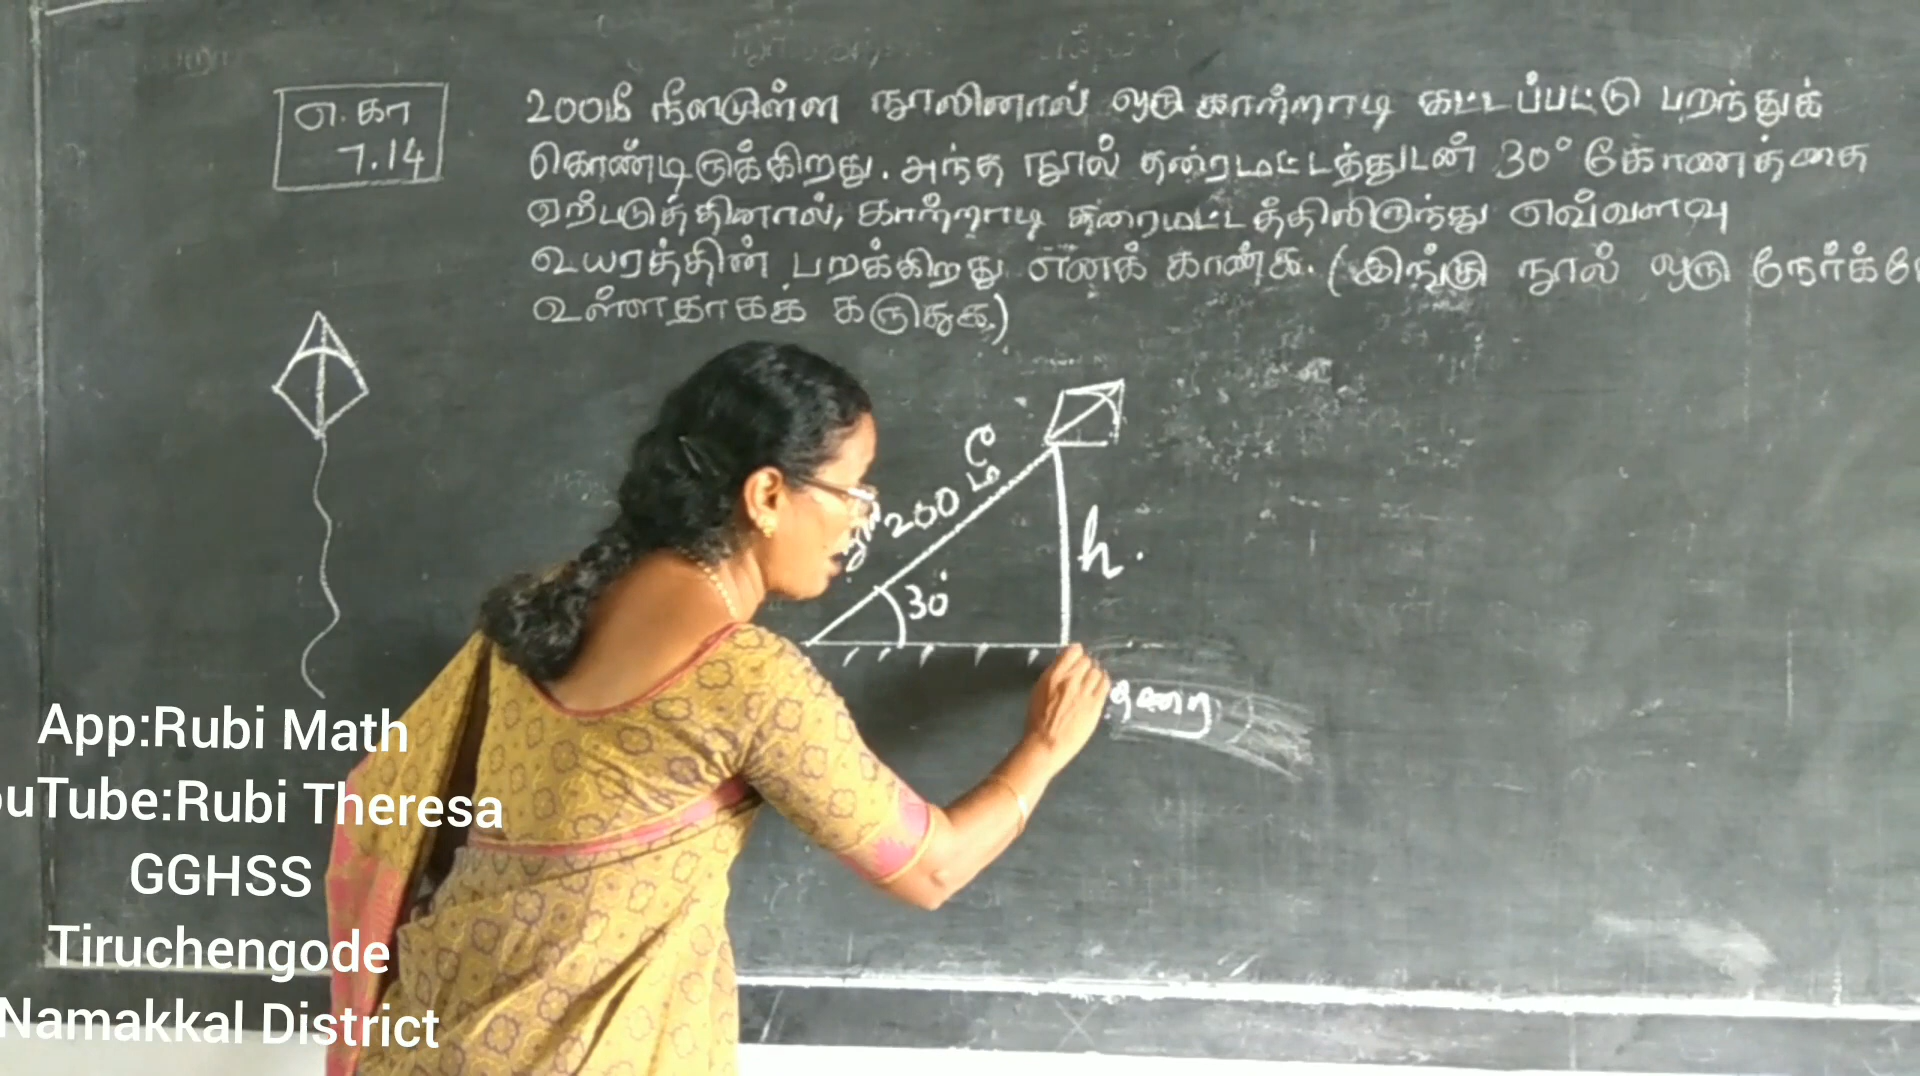 எ.கா
7.14
200மீ நீளமுள்ள நூலினால் ஒரு காற்றாடி கட்டப்பட்டு பறந்துக்
கொண்டிருக்கிறது. அந்த நூல் தரைமட்டத்துடன் 30° கோணத்தை
ஏற்படுத்தினால், காற்றாடி தரைமட்டத்திலிருந்து எவ்வளவு
உயரத்தின் பறக்கிறது எனக் காண்க. (இங்கு நூல் ஒரு நேர்க்கோ
உள்ளதாகக் கருதுக.)
நூல் 200 மீ
h.
30°
தரை
App:Rubi Math
ouTube:Rubi Theresa
GGHSS
Tiruchengode
Namakkal District